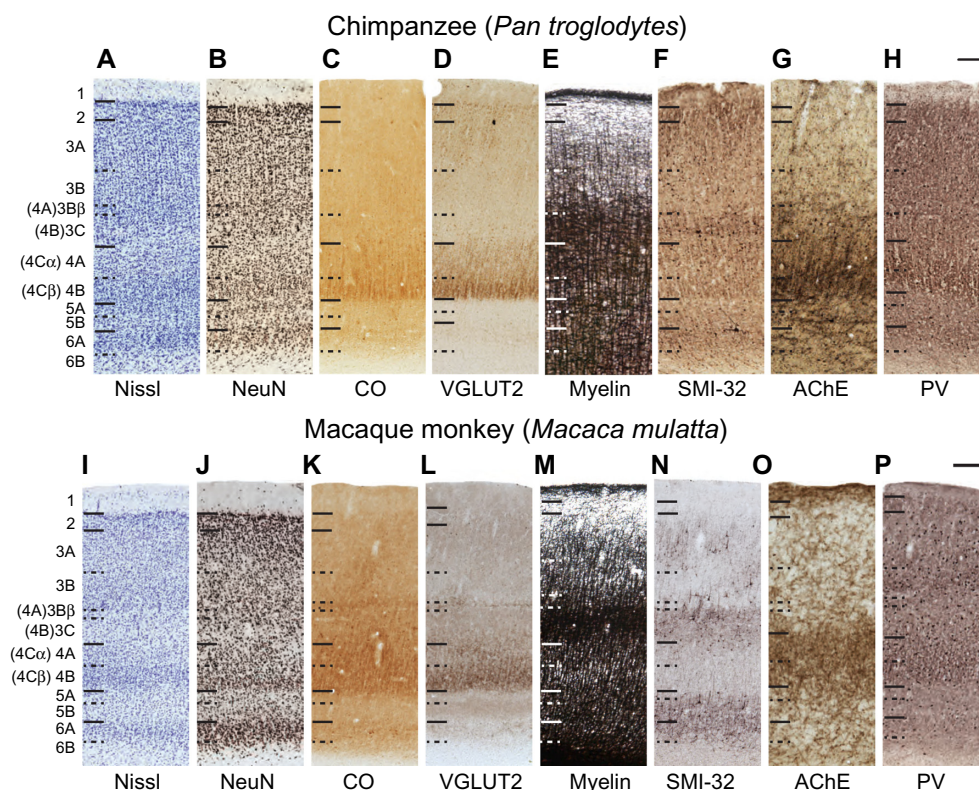 Chimpanzee (Pan troglodytes)
A B C D E F G H
1
2
3A
3B
(4A)3Bβ
(4B)3C
(4Cα) 4A
(4Cβ) 4B
5A
5B
6A
6B
Nissl NeuN CO VGLUT2 Myelin SMI-32 AChE PV
Macaque monkey (Macaca mulatta)
I J K L M N O P
1
2
3A
3B
(4A)3Bβ
(4B)3C
(4Cα) 4A
(4Cβ) 4B
5A
5B
6A
6B
Nissl NeuN CO VGLUT2 Myelin SMI-32 AChE PV